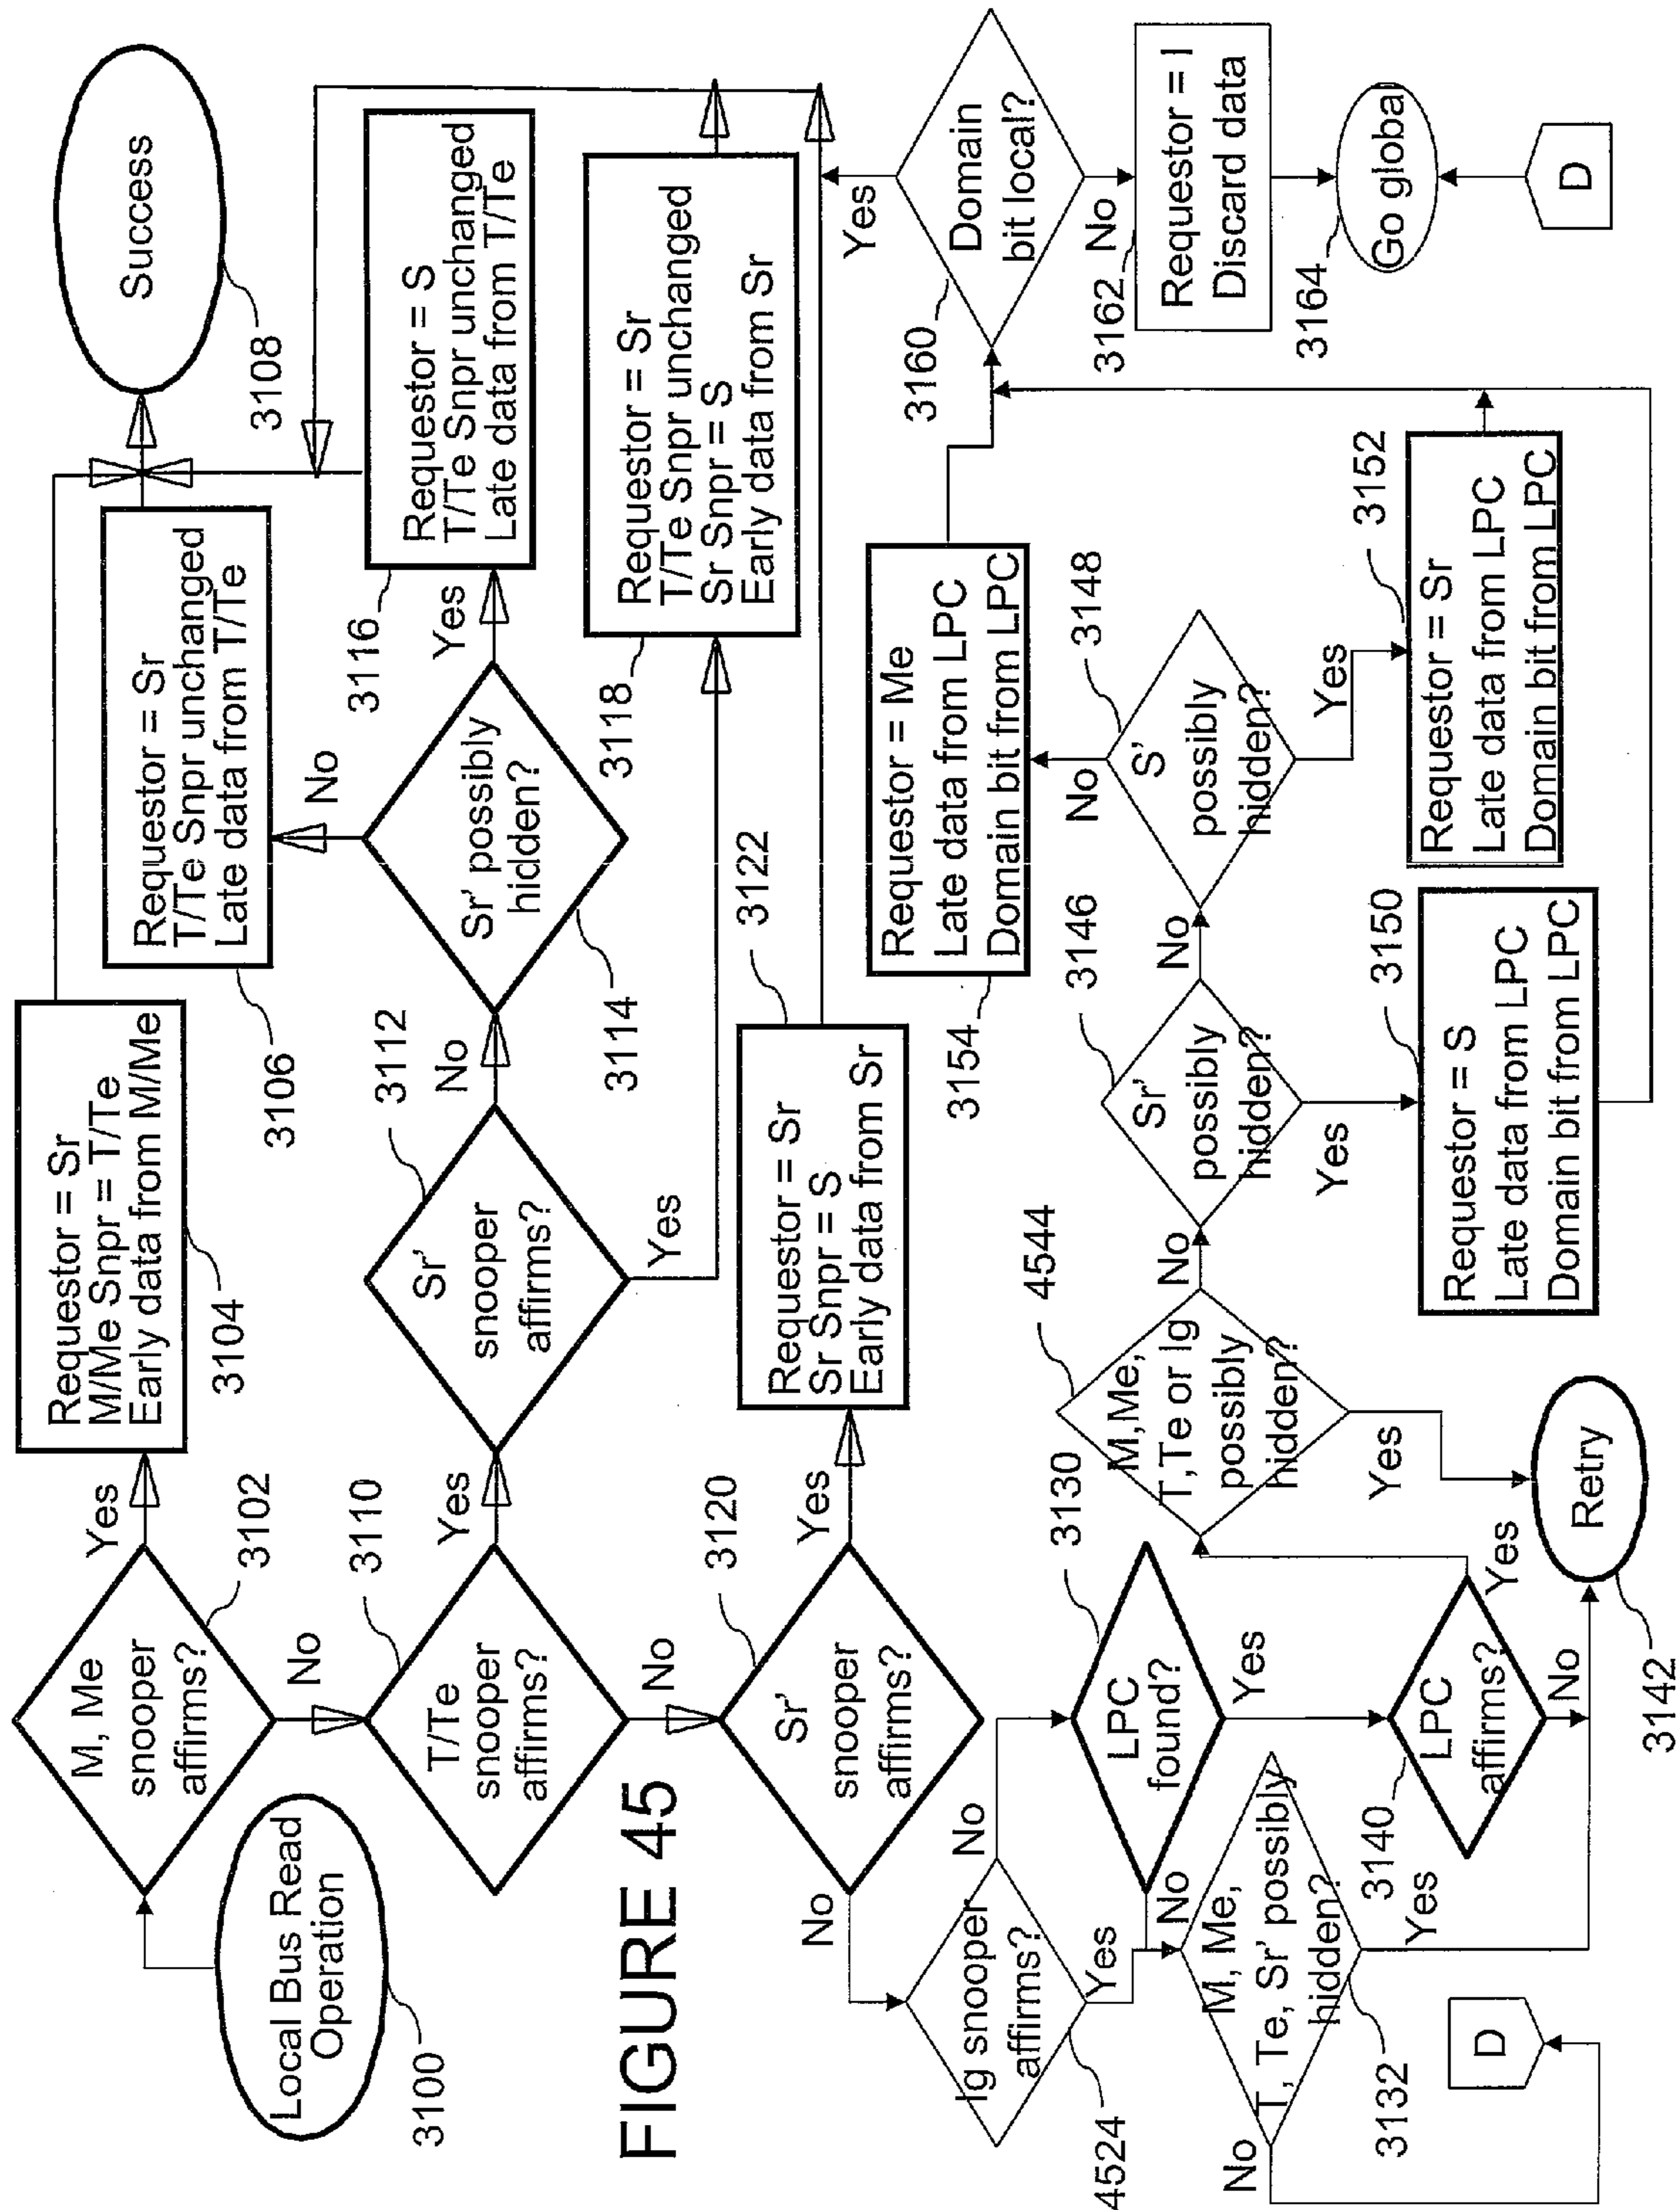 Local Bus Read
Operation
3100
M, Me
snooper
affirms?
3102
Yes
No
Requestor = Sr
M/Me Snpr = T/Te
Early data from M/Me
3104
Success
3108
T/Te
snooper
affirms?
3110
Yes
No
Sr'
snooper
affirms?
3112
No
Yes
Sr' possibly
hidden?
3114
No
Yes
Requestor = Sr
T/Te Snpr unchanged
Late data from T/Te
3106
Requestor = S
T/Te Snpr unchanged
Late data from T/Te
3116
Requestor = Sr
T/Te Snpr unchanged
Sr Snpr = S
Early data from Sr
3118
FIGURE 45
Sr'
snooper
affirms?
3120
Yes
No
Requestor = Sr
Sr Snpr = S
Early data from Sr
3122
Ig snooper
affirms?
4524
No
Yes
LPC
found?
3130
No
Yes
M, Me,
T, Te, Sr' possibly
hidden?
3132
No
Yes
D
LPC
affirms?
3140
Yes
No
Retry
3142
M,Me,
T,Te or Ig
possibly
hidden?
4544
No
Yes
Sr'
possibly
hidden?
3146
No
Yes
S'
possibly
hidden?
3148
No
Yes
Requestor = S
Late data from LPC
Domain bit from LPC
3150
Requestor = Sr
Late data from LPC
Domain bit from LPC
3152
Requestor = Me
Late data from LPC
Domain bit from LPC
3154
Domain
bit local?
3160
Yes
No
Requestor = I
Discard data
3162
Go global
3164
D